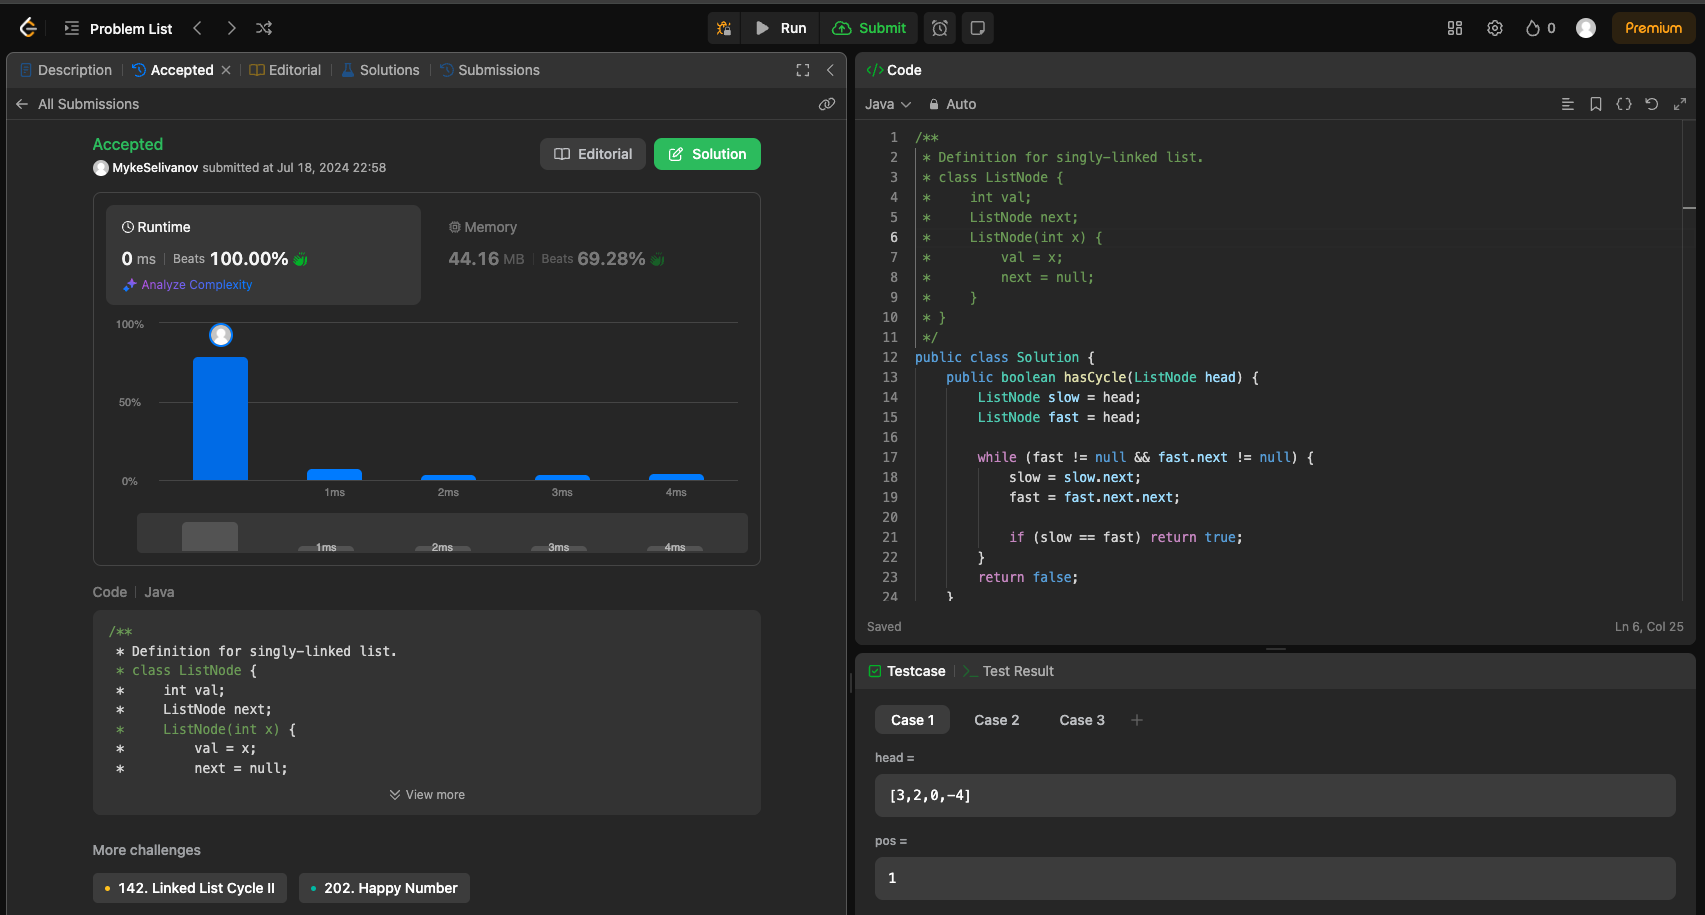 Problem List
Run
Submit
0
Premium
Description
Accepted
Editorial
Solutions
Submissions
All Submissions
Accepted
MykeSelivanov submitted at Jul 18, 2024 22:58
Editorial
Solution
Runtime
0 ms
Beats 100.00%
Analyze Complexity
Memory
44.16 MB
Beats 69.28%
100%
50%
0%
1ms
2ms
3ms
4ms
1ms
2ms
3ms
4ms
Code
Java
/**
* Definition for singly-linked list.
* class ListNode {
*     int val;
*     ListNode next;
*     ListNode(int x) {
*         val = x;
*         next = null;
View more
More challenges
142. Linked List Cycle II
202. Happy Number
</> Code
Java
Auto
1 /**
2  * Definition for singly-linked list.
3  * class ListNode {
4  *     int val;
5  *     ListNode next;
6  *     ListNode(int x) {
7  *         val = x;
8  *         next = null;
9  *     }
10  * }
11  */
12 public class Solution {
13     public boolean hasCycle(ListNode head) {
14         ListNode slow = head;
15         ListNode fast = head;
16
17         while (fast != null && fast.next != null) {
18             slow = slow.next;
19             fast = fast.next.next;
20
21             if (slow == fast) return true;
22         }
23         return false;
24     }
Saved
Ln 6, Col 25
Testcase
Test Result
Case 1
Case 2
Case 3
head =
[3,2,0,-4]
pos =
1